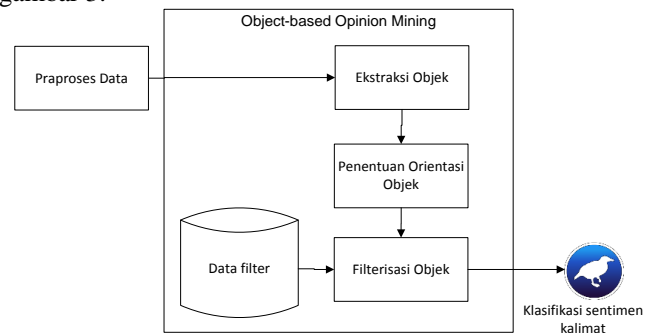 gambar 3.
Object-based Opinion Mining
Praproses Data
Ekstraksi Objek
Penentuan Orientasi
Objek
Data filter
Filterisasi Objek
Klasifikasi sentimen
kalimat